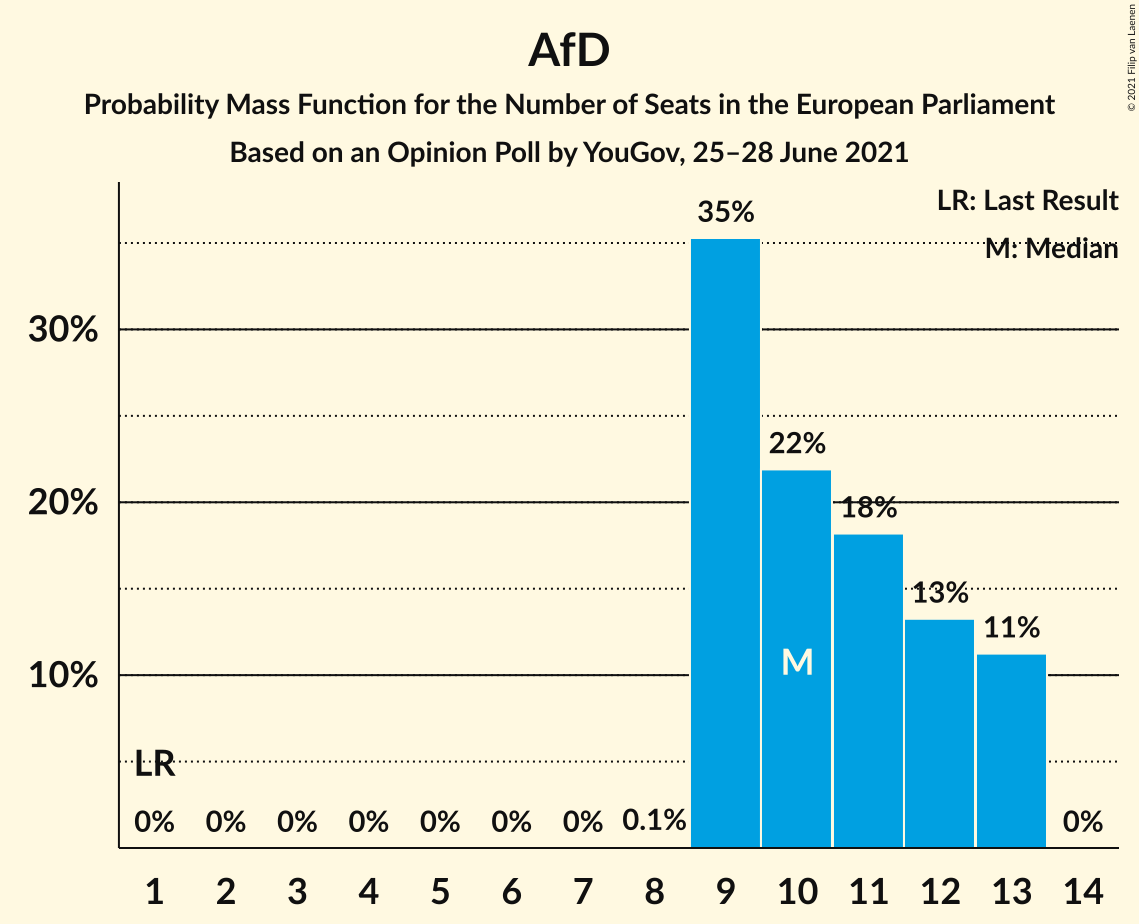 AfD
Probability Mass Function for the Number of Seats in the European Parliament
Based on an Opinion Poll by YouGov, 25–28 June 2021
© 2021 Filip van Laenen
LR: Last Result
M: Median
35%
30%
22%
20%
18%
13%
11%
10%
M
LR
0% 0% 0% 0% 0% 0% 0% 0.1% 0%
1 2 3 4 5 6 7 8 9 10 11 12 13 14